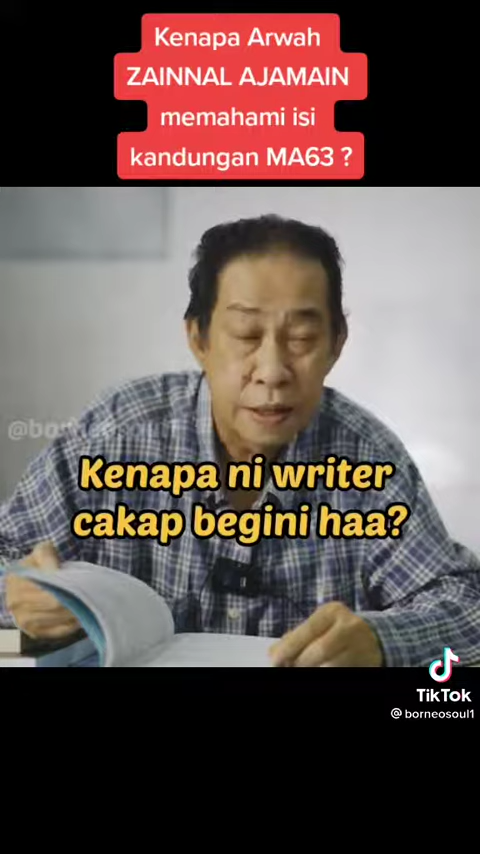 Kenapa Arwah
ZAINNAL AJAMAIN
memahami isi
kandungan MA63 ?
Kenapa ni writer
cakap begini haa?
TikTok
@borneosoul1